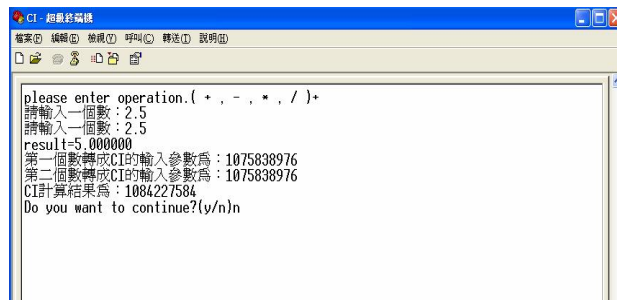 CI - 超級終端機
檔案(F) 編輯(E) 檢視(V) 呼叫(C) 轉送(T) 說明(H)
please enter operation.( + , - , * , / )+
請輸入一個數：2.5
請輸入一個數：2.5
result=5.000000
第一個數轉成CI的輸入參數爲：1075838976
第二個數轉成CI的輸入參數爲：1075838976
CI計算結果爲：1084227584
Do you want to continue?(y/n)n